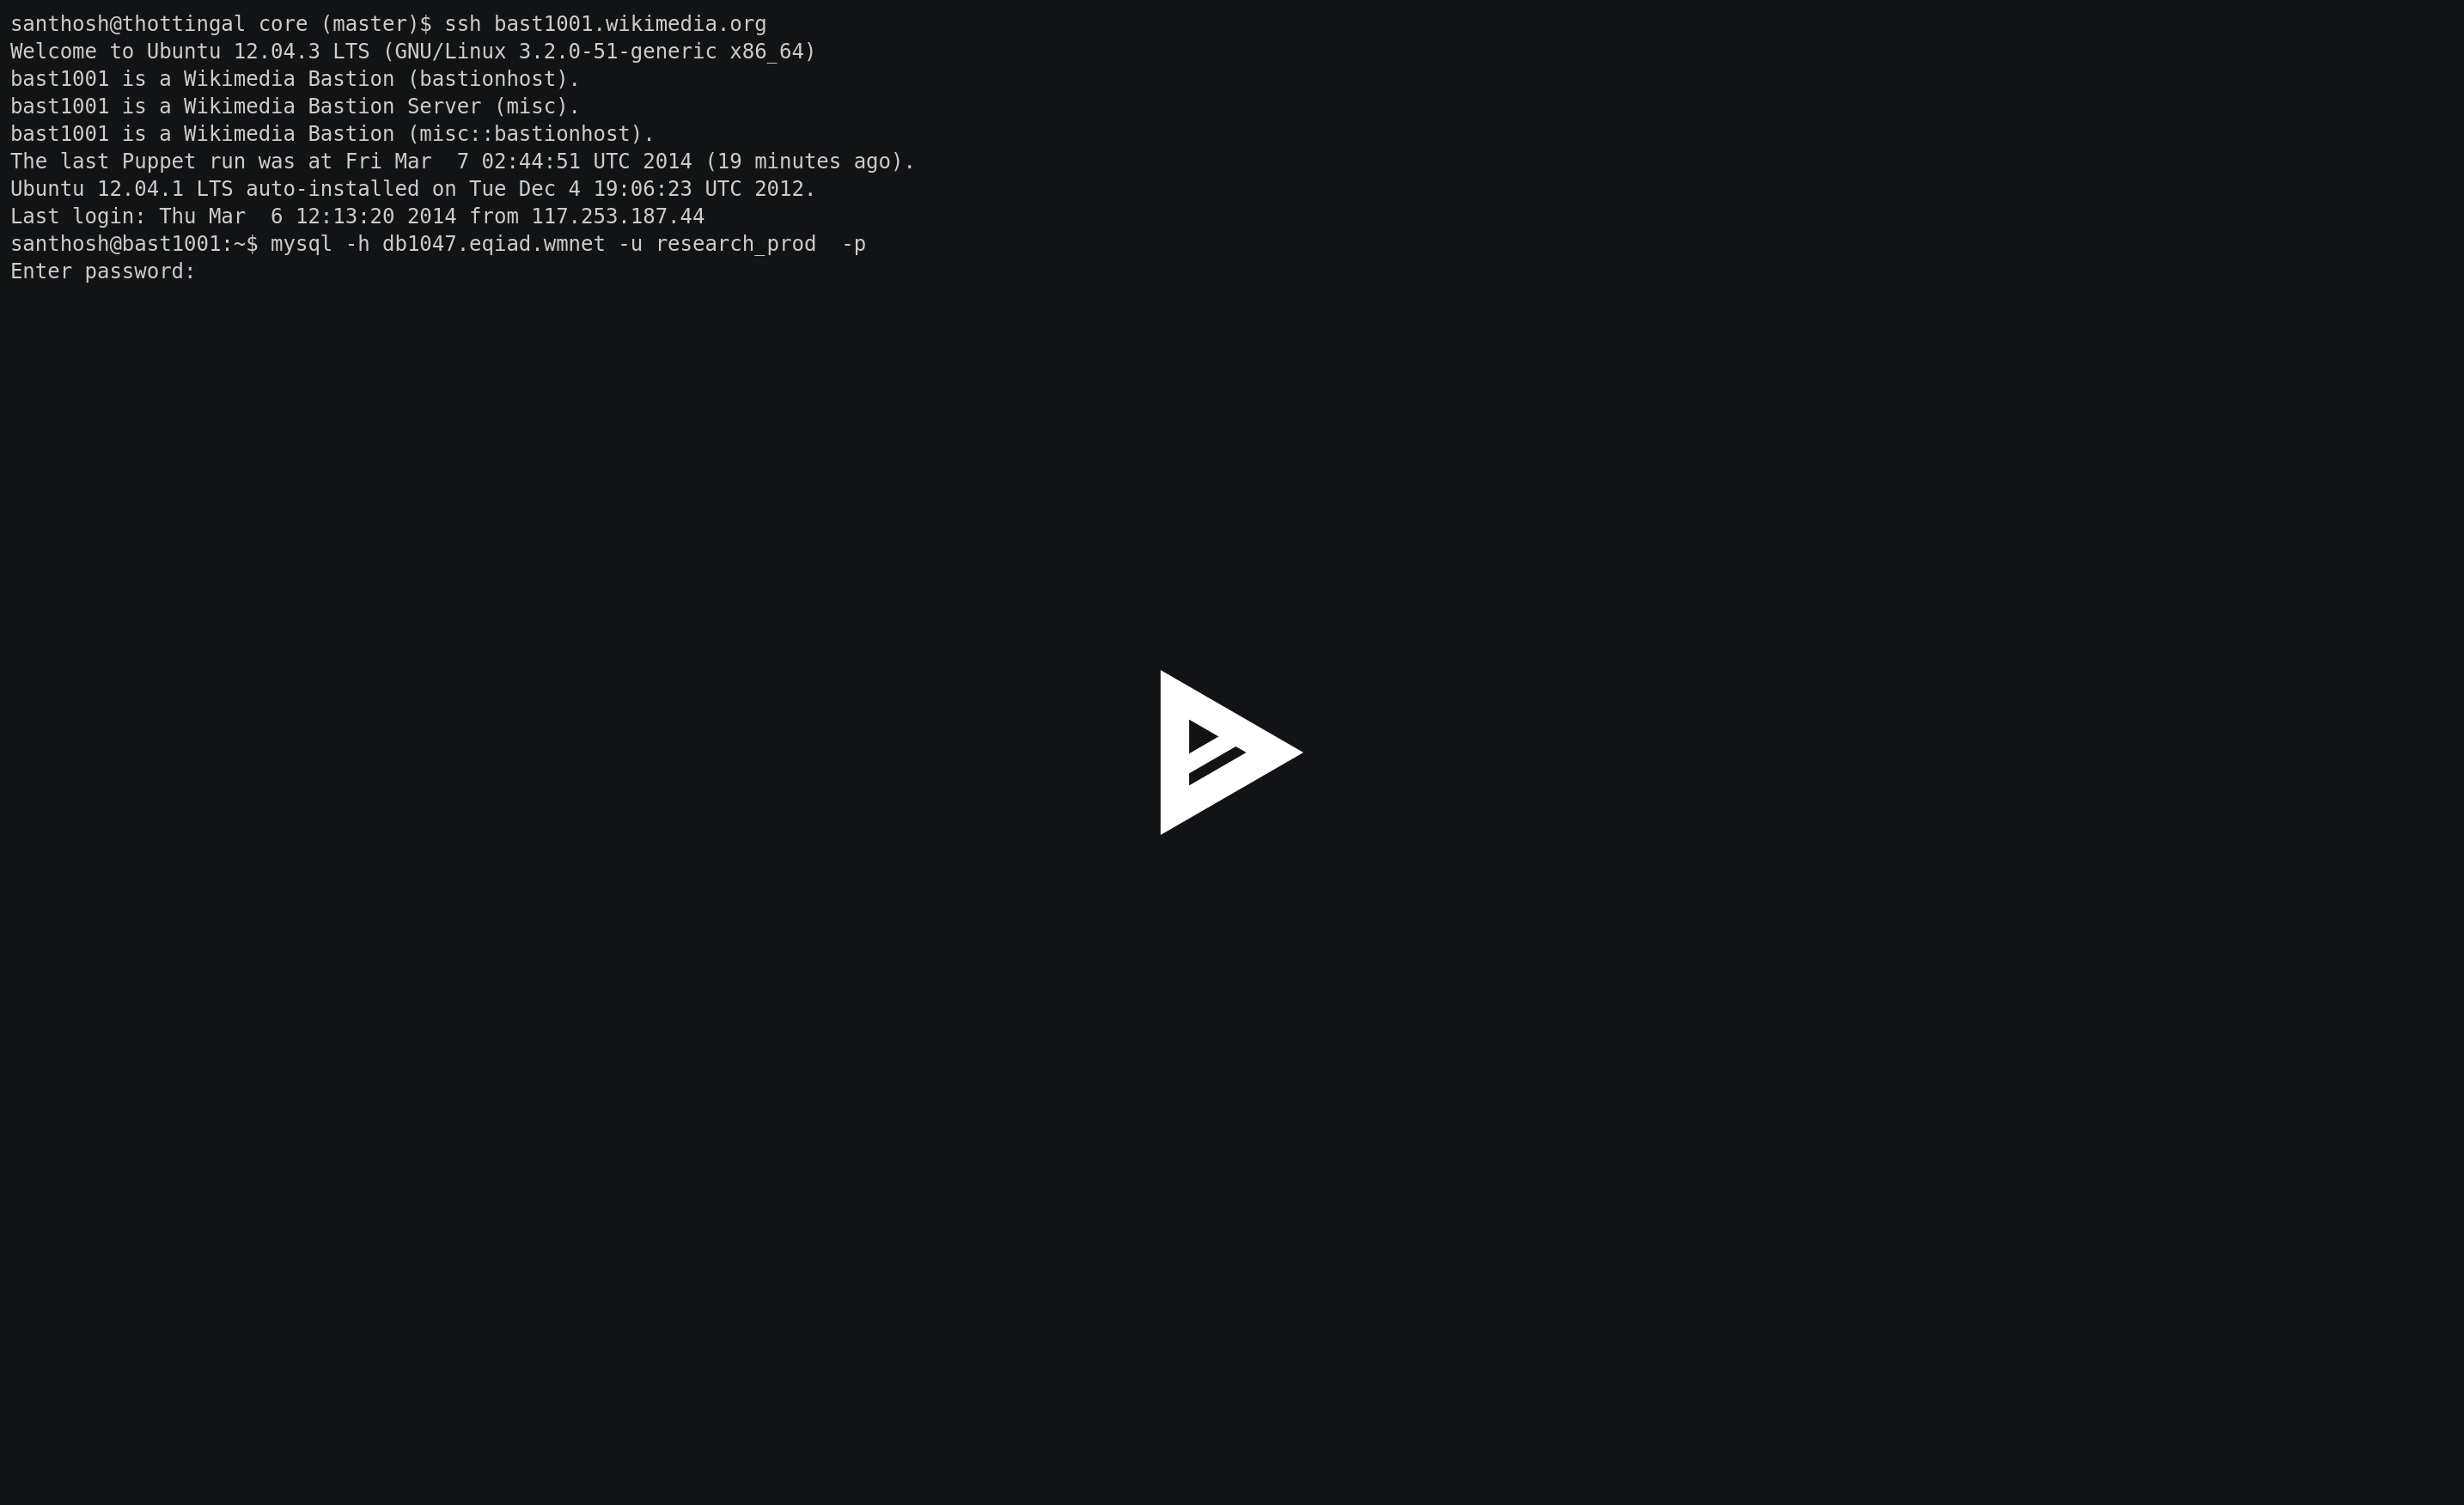 santhosh@thottingal core (master)$ ssh bast1001.wikimedia.org
Welcome to Ubuntu 12.04.3 LTS (GNU/Linux 3.2.0-51-generic x86_64)
bast1001 is a Wikimedia Bastion (bastionhost).
bast1001 is a Wikimedia Bastion Server (misc).
bast1001 is a Wikimedia Bastion (misc::bastionhost).
The last Puppet run was at Fri Mar  7 02:44:51 UTC 2014 (19 minutes ago).
Ubuntu 12.04.1 LTS auto-installed on Tue Dec 4 19:06:23 UTC 2012.
Last login: Thu Mar  6 12:13:20 2014 from 117.253.187.44
santhosh@bast1001:~$ mysql -h db1047.eqiad.wmnet -u research_prod  -p
Enter password: